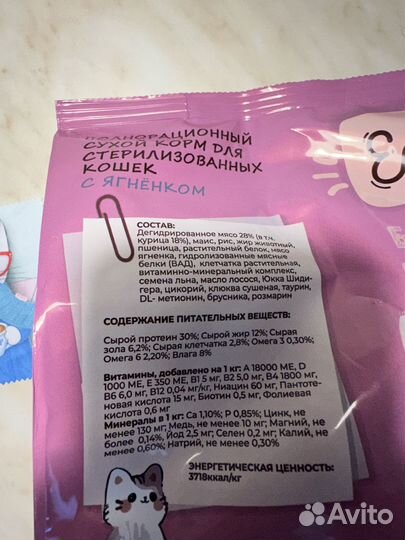 ПОЛНОРАЦИОННЫЙ
СУХОЙ КОРМ ДЛЯ
СТЕРИЛИЗОВАННЫХ
КОШЕК
С ЯГНЁНКОМ
СОСТАВ:
Дегидрированное мясо 28% (в т.ч.
курица 18%), маис, рис, жир животный,
пшеница, растительный белок, мясо
ягненка, гидролизованные мясные
белки (ВАД), клетчатка растительная,
витаминно-минеральный комплекс,
семена льна, масло лосося, Юкка Шиди-
гера, цикорий, клюква сушеная, таурин,
DL- метионин, брусника, розмарин
СОДЕРЖАНИЕ ПИТАТЕЛЬНЫХ ВЕЩЕСТВ:
Сырой протеин 30%; Сырой жир 12%; Сырая
зола 6,2%; Сырая клетчатка 2,8%; Омега 3 0,30%;
Омега 6 2,20%; Влага 8%
Витамины, добавлено на 1 кг: А 18000 МЕ, D
1000 МЕ, Е 350 МЕ, В1 5 мг, В2 5,0 мг, В4 1800 мг,
В6 6,0 мг, В12 0,04 мг/кг, Ниацин 60 мг, Пантоте-
новая кислота 15 мг, Биотин 0,5 мг, Фолиевая
кислота 0,6 мг
Минералы в 1 кг: Са 1,10%; Р 0,85%; Цинк, не
менее 130 мг; Медь, не менее 10 мг; Магний, не
более 0,14%, Йод 2,5 мг; Селен 0,2 мг; Калий, не
менее 0,60%; Натрий, не менее 0,30%
ЭНЕРГЕТИЧЕСКАЯ ЦЕННОСТЬ:
3718ккал/кг
Avito